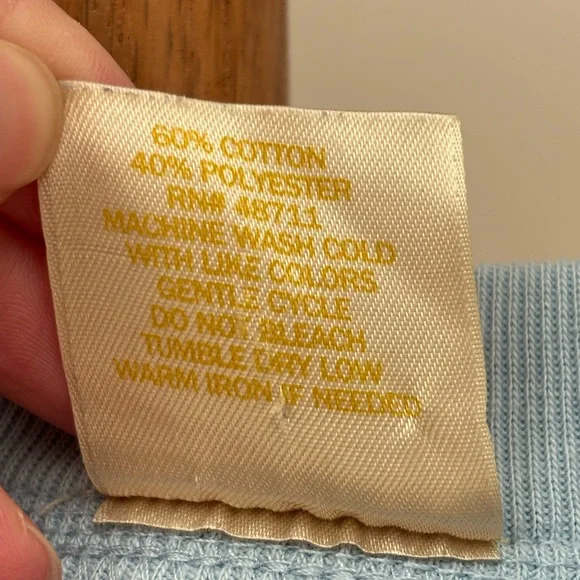 60% COTTON
40% POLYESTER
RN# 48711
MACHINE WASH COLD
WITH LIKE COLORS
GENTLE CYCLE
DO NOT BLEACH
TUMBLE DRY LOW
WARM IRON IF NEEDED